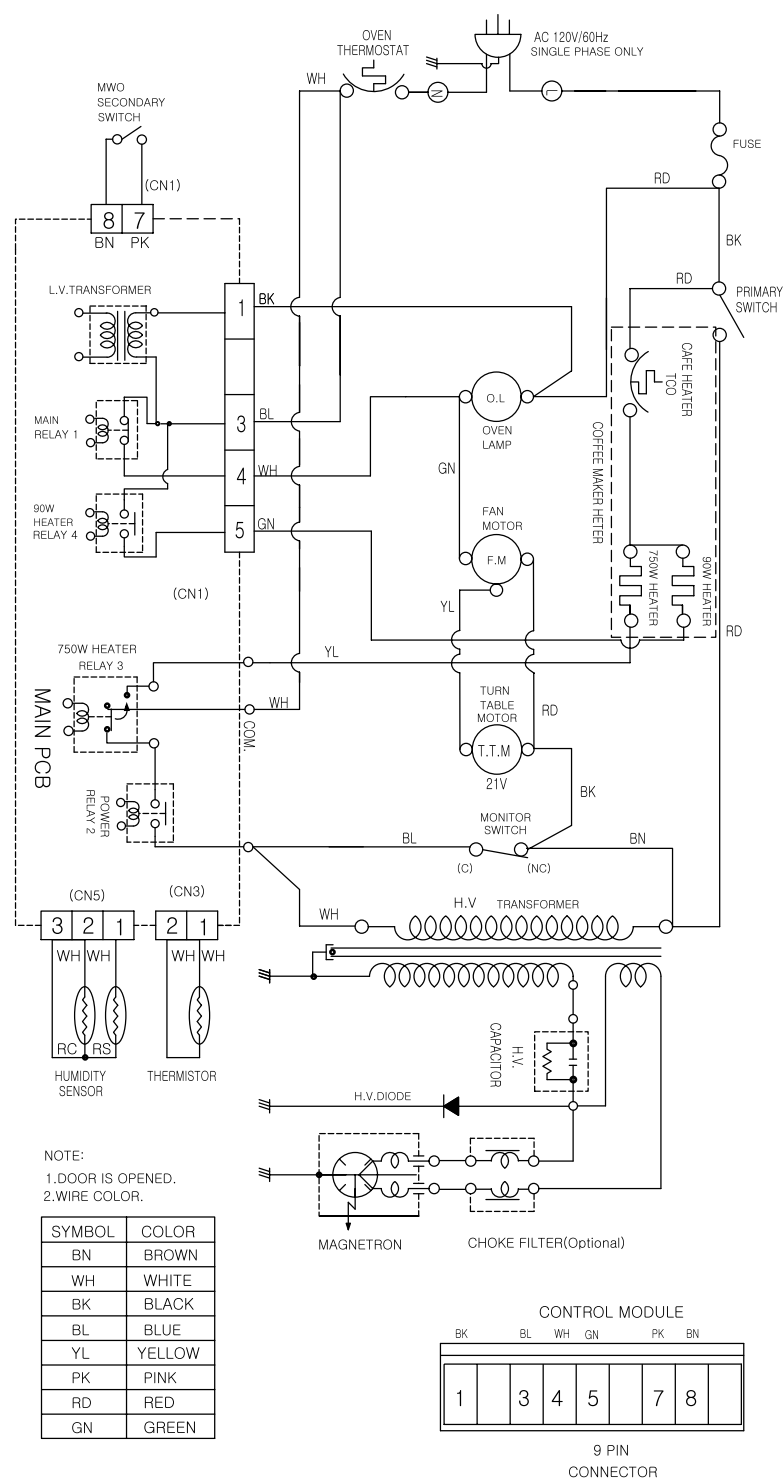 OVEN
THERMOSTAT
AC 120V/60Hz
SINGLE PHASE ONLY
WH
N
L
MWO
SECONDARY
SWITCH
FUSE
(CN1)
RD
8 7
BN PK
BK
L.V.TRANSFORMER
RD
PRIMARY
SWITCH
1
BK
CAFE HEATER
TCO
COFFEE MAKER HETER
O.L
OVEN
LAMP
MAIN
RELAY 1
3
BL
4
WH
GN
90W
HEATER
RELAY 4
5
GN
FAN
MOTOR
F.M
750W HEATER
90W HEATER
(CN1)
YL
RD
750W HEATER
RELAY 3
YL
MAIN PCB
WH
COM.
TURN
TABLE
MOTOR
RD
T.T.M
21V
BK
POWER
RELAY 2
MONITOR
SWITCH
BL
BN
(C)
(NC)
(CN5)
(CN3)
H.V TRANSFORMER
WH
3 2 1
2 1
WH WH
WH WH
RC RS
HUMIDITY
SENSOR
THERMISTOR
H.V.
CAPACITOR
H.V.DIODE
MAGNETRON
CHOKE FILTER(Optional)
NOTE:
1.DOOR IS OPENED.
2.WIRE COLOR.
SYMBOL COLOR
BN BROWN
WH WHITE
BK BLACK
BL BLUE
YL YELLOW
PK PINK
RD RED
GN GREEN
CONTROL MODULE
BK BL WH GN PK BN
1 3 4 5 7 8
9 PIN
CONNECTOR